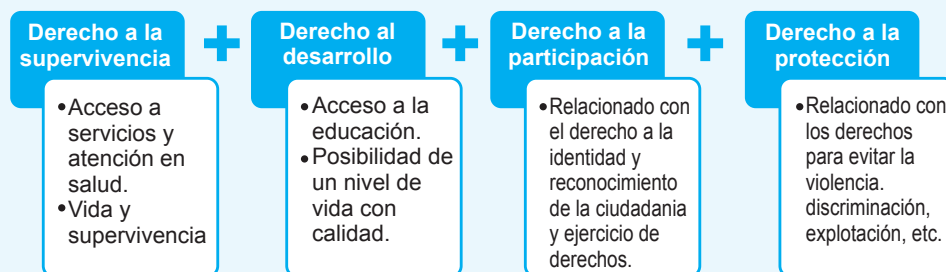 Derecho a la
supervivencia
•Acceso a
servicios y
atención en
salud.
•Vida y
supervivencia
Derecho al
desarrollo
•Acceso a la
educación.
•Posibilidad de
un nivel de
vida con
calidad.
Derecho a la
participación
•Relacionado con
el derecho a la
identidad y
reconocimiento
de la ciudadania
y ejercicio de
derechos.
Derecho a la
protección
•Relacionado con
los derechos
para evitar la
violencia.
discriminación,
explotación, etc.